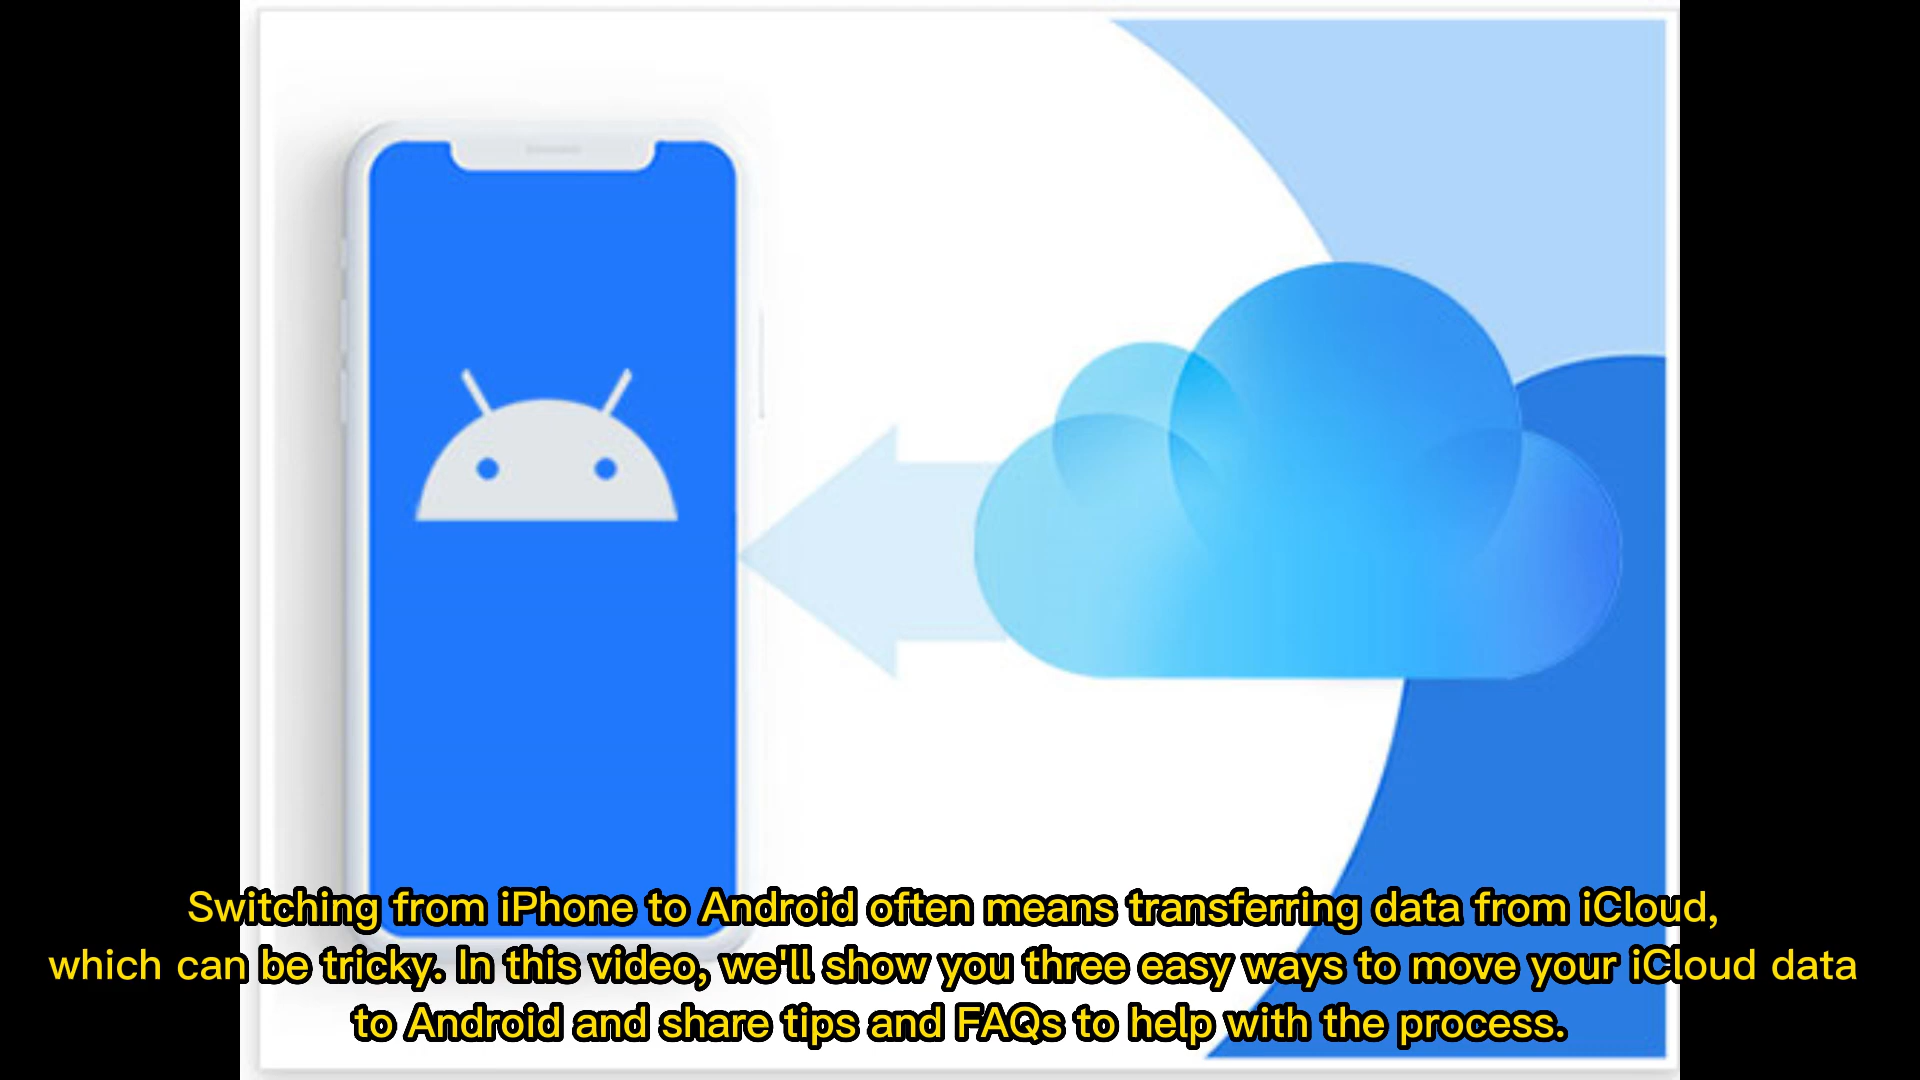 Switching from iPhone to Android often means transferring data from iCloud,
which can be tricky. In this video, we'll show you three easy ways to move your iCloud data
to Android and share tips and FAQs to help with the process.